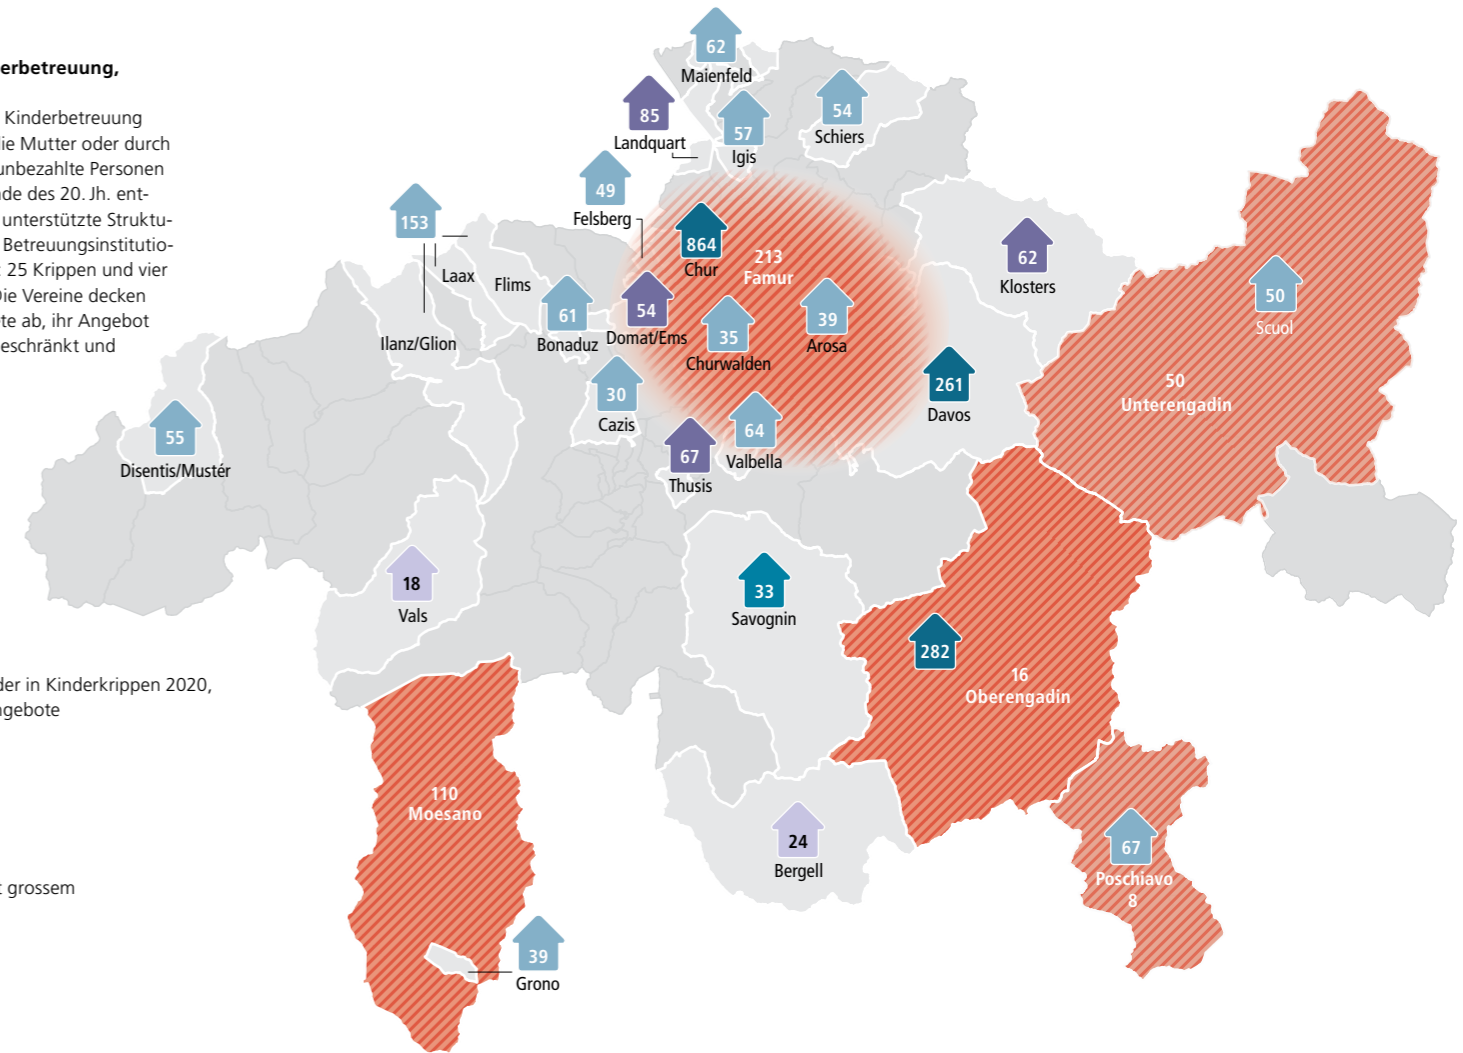 erbetreuung,
Kinderbetreuung
lie Mutter oder durch
unbezahlte Personen
nde des 20. Jh. ent-
unterstützte Struktu-
Betreuungsinstitutio-
25 Krippen und vier
Die Vereine decken
te ab, ihr Angebot
eschränkt und
der in Kinderkrippen 2020,
ngebote
t grossem
62
Maienfeld
85
Landquart
57
Igis
54
Schiers
49
Felsberg
153
Laax
Flims
Ilanz/Glion
61
Bonaduz
54
Domat/Ems
864
Chur
213
Famur
35
Churwalden
39
Arosa
62
Klosters
50
Scuol
50
Unterengadin
261
Davos
30
Cazis
64
Valbella
67
Thusis
55
Disentis/Mustér
18
Vals
33
Savognin
282
16
Oberengadin
110
Moesano
24
Bergell
67
Poschiavo
8
39
Grono